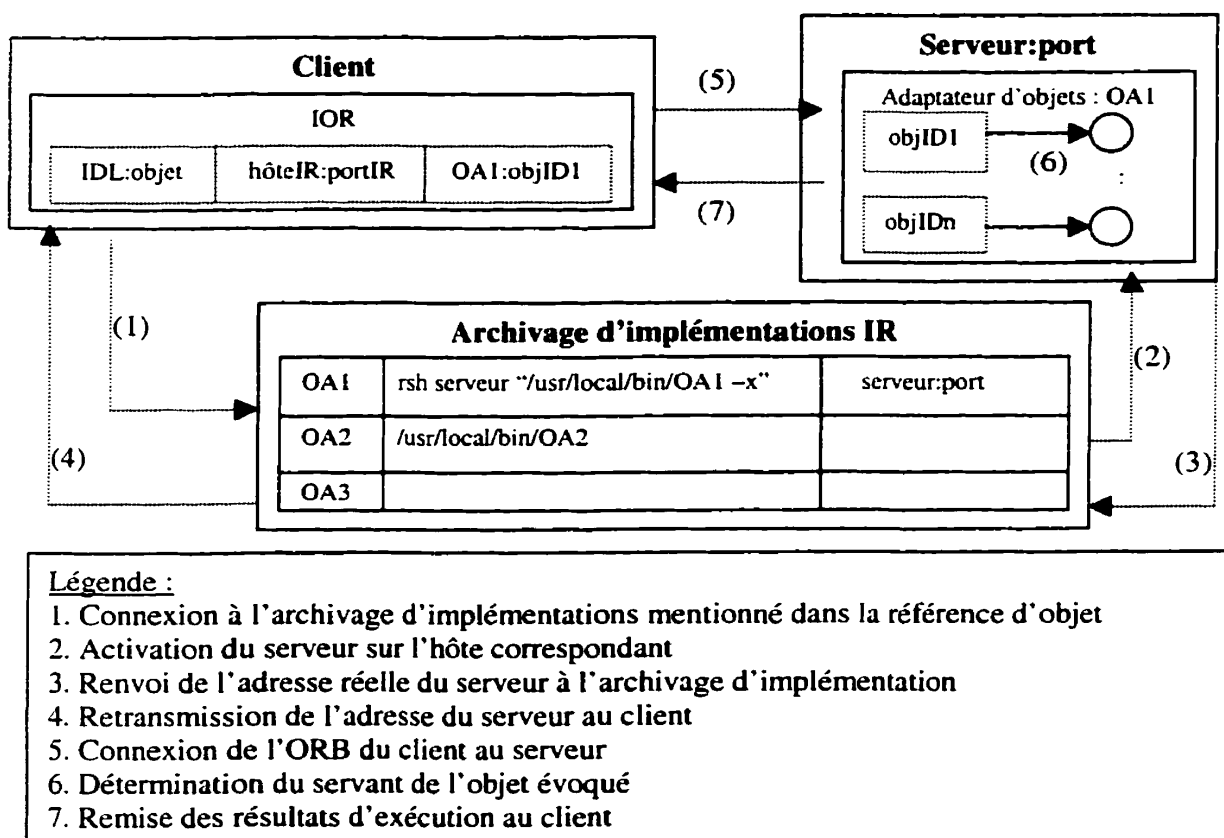 Client
IOR
IDL:objet
hôteIR:portIR
OA1:objID1
(5)
(7)
Serveur:port
Adaptateur d'objets : OA1
objID1
(6)
:
objIDn
(1)
(4)
(2)
(3)
Archivage d'implémentations IR
OA1
rsh serveur “/usr/local/bin/OA1 –x”
serveur:port
OA2
/usr/local/bin/OA2
OA3
Légende :
1. Connexion à l'archivage d'implémentations mentionné dans la référence d'objet
2. Activation du serveur sur l'hôte correspondant
3. Renvoi de l'adresse réelle du serveur à l'archivage d'implémentation
4. Retransmission de l'adresse du serveur au client
5. Connexion de l'ORB du client au serveur
6. Détermination du servant de l'objet évoqué
7. Remise des résultats d'exécution au client